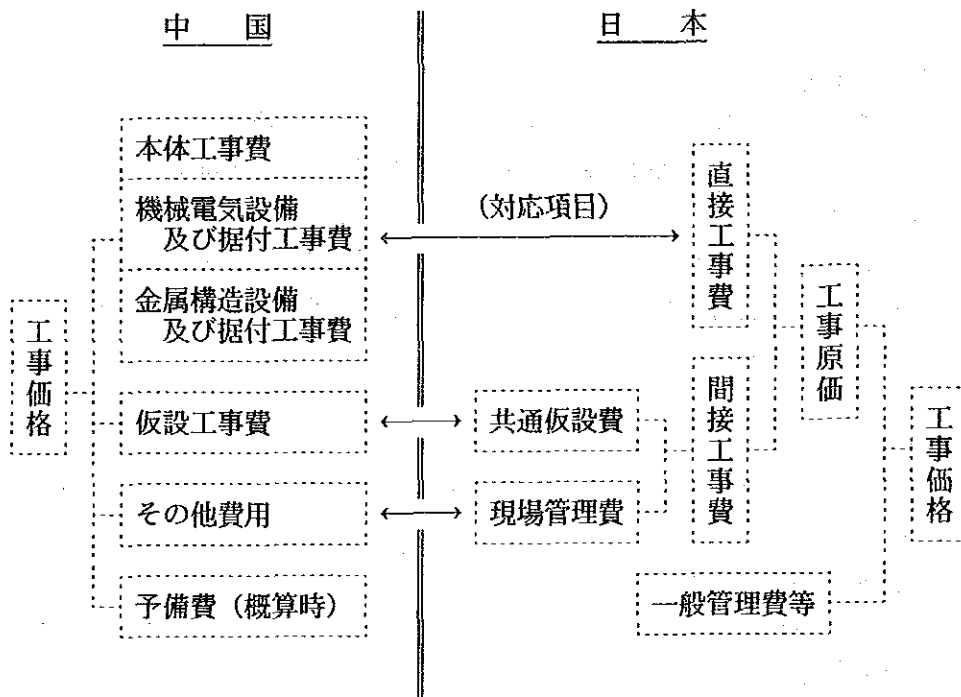 中　国
日　本
本体工事費
機械電気設備
及び据付工事費
金属構造設備
及び据付工事費
工事価格
仮設工事費
その他費用
予備費（概算時）
（対応項目）
直接工事費
共通仮設費
現場管理費
間接工事費
工事原価
一般管理費等
工事価格